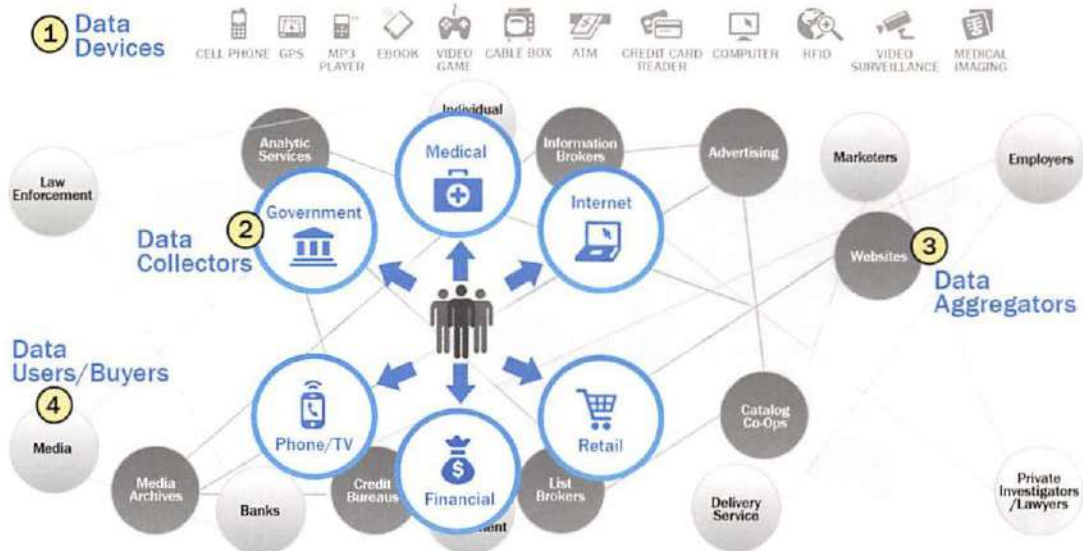 1 Data
Devices
CELL PHONE
GPS
MP3
PLAYER
EBOOK
VIDEO
GAME
CABLE BOX
ATM
CREDIT CARD
READER
COMPUTER
RFID
VIDEO
SURVEILLANCE
MEDICAL
IMAGING
Individual
Law
Enforcement
Analytic
Services
Medical
Information
Brokers
Advertising
Marketers
Employers
Government
Internet
2
Data
Collectors
Websites
3
Data
Aggregators
Data
Users/Buyers
4
Media
Phone/TV
$
Financial
Retail
Catalog
Co-Ops
Media
Archives
Banks
Credit
Bureaus
List
Brokers
Delivery
Service
Private
Investigators
/Lawyers